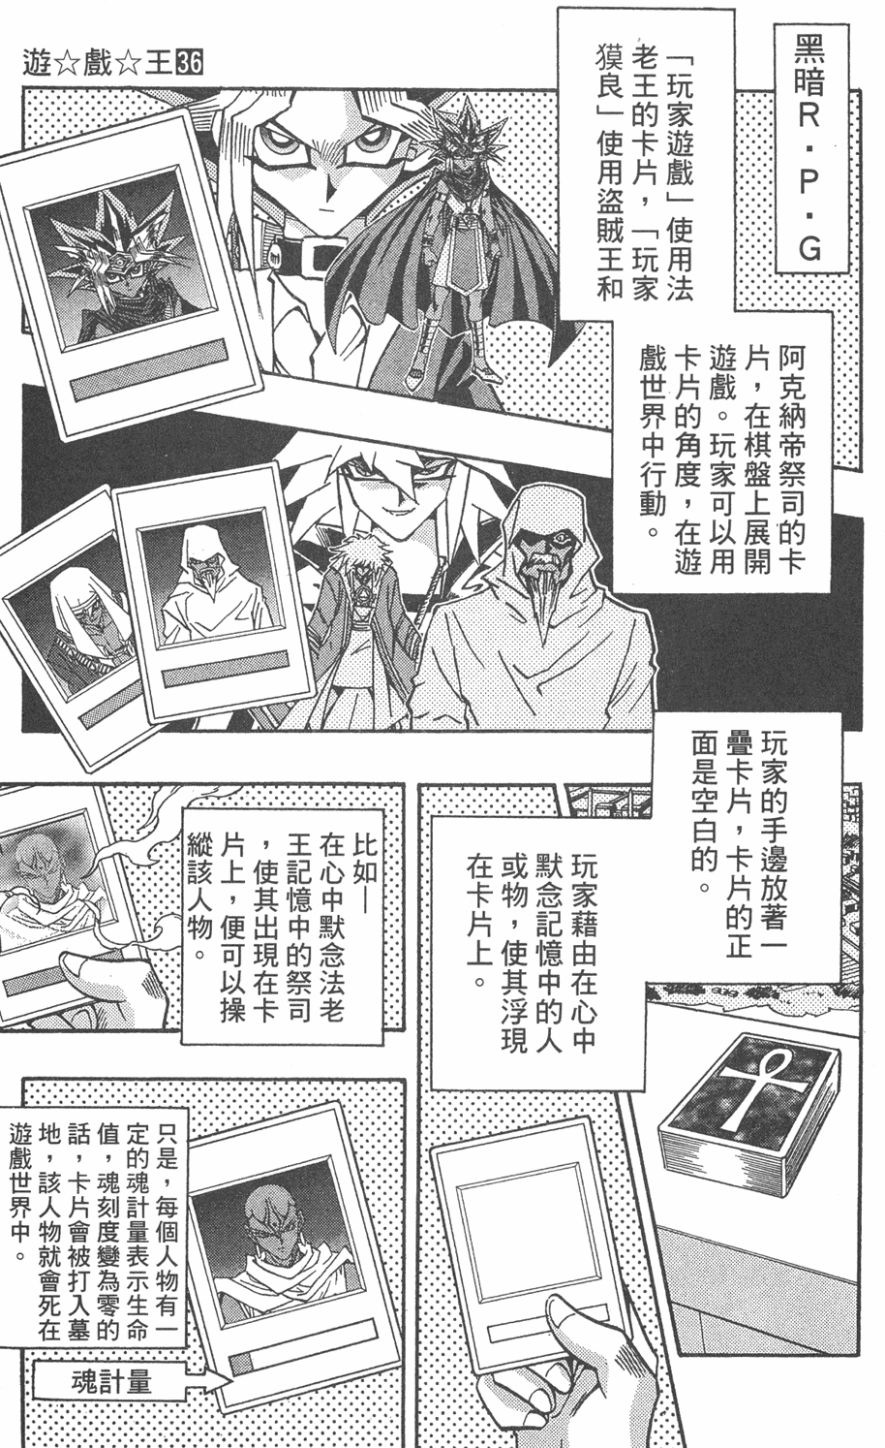 遊☆戲☆王36
黑暗R・P・G
「玩家遊戲」使用法
老王的卡片，「玩家
獏良」使用盜賊王和
阿克納帝祭司的卡
片，在棋盤上展開
遊戲。玩家可以用
卡片的角度，在遊
戲世界中行動。
玩家的手邊放著一
疊卡片，卡片的正
面是空白的。
玩家藉由在心中
默念記憶中的人
或物，使其浮現
在卡片上。
比如—
在心中默念法老
王記憶中的祭司
，使其出現在卡
片上，便可以操
縱該人物。
只是，每個人物有一
定的魂計量表示生命
值，魂刻度變為零的
話，卡片會被打入墓
地，該人物就會死在
遊戲世界中。
魂計量